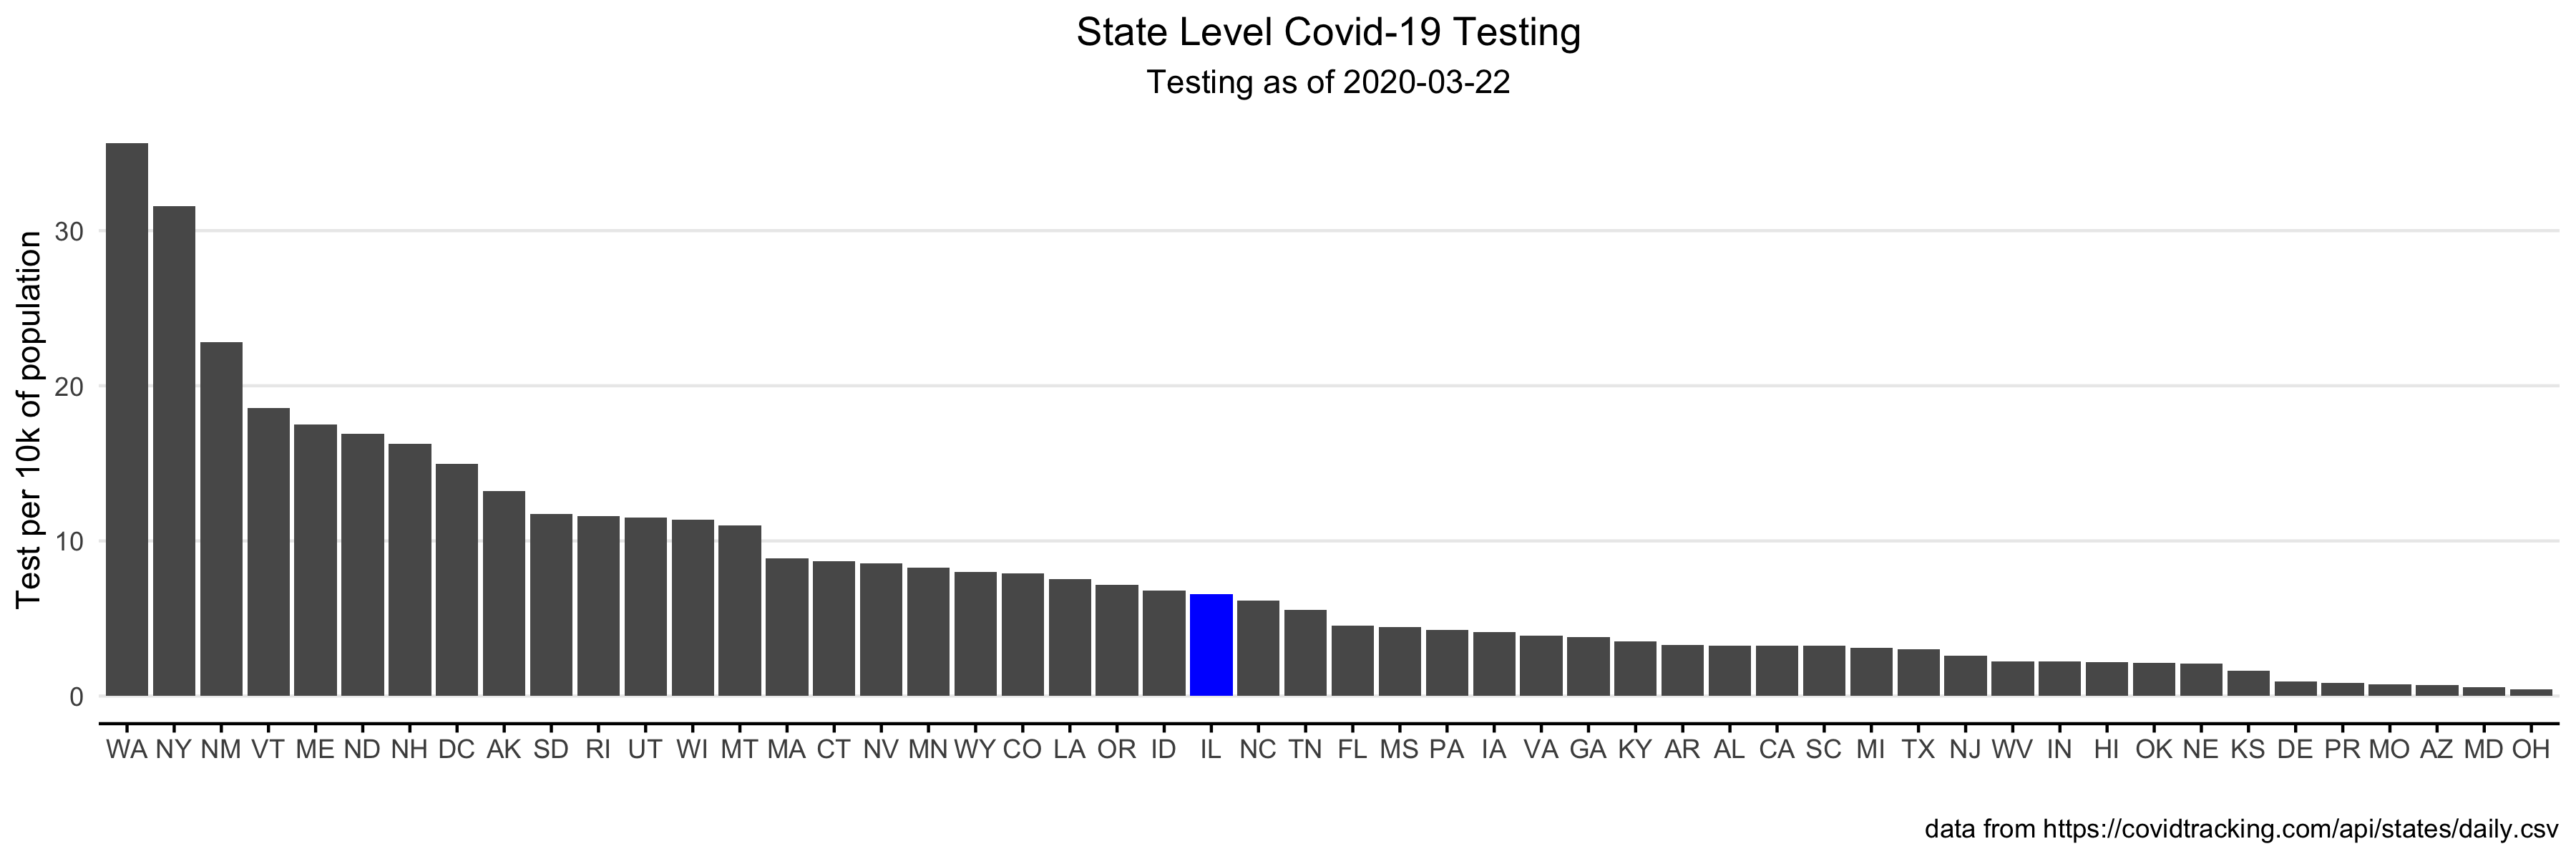 State Level Covid-19 Testing
Testing as of 2020-03-22
Test per 10k of population
30
20
10
0
WA NY NM VT ME ND NH DC AK SD RI UT WI MT MA CT NV MN WY CO LA OR ID IL NC TN FL MS PA IA VA GA KY AR AL CA SC MI TX NJ WV IN HI OK NE KS DE PR MO AZ MD OH
data from https://covidtracking.com/api/states/daily.csv